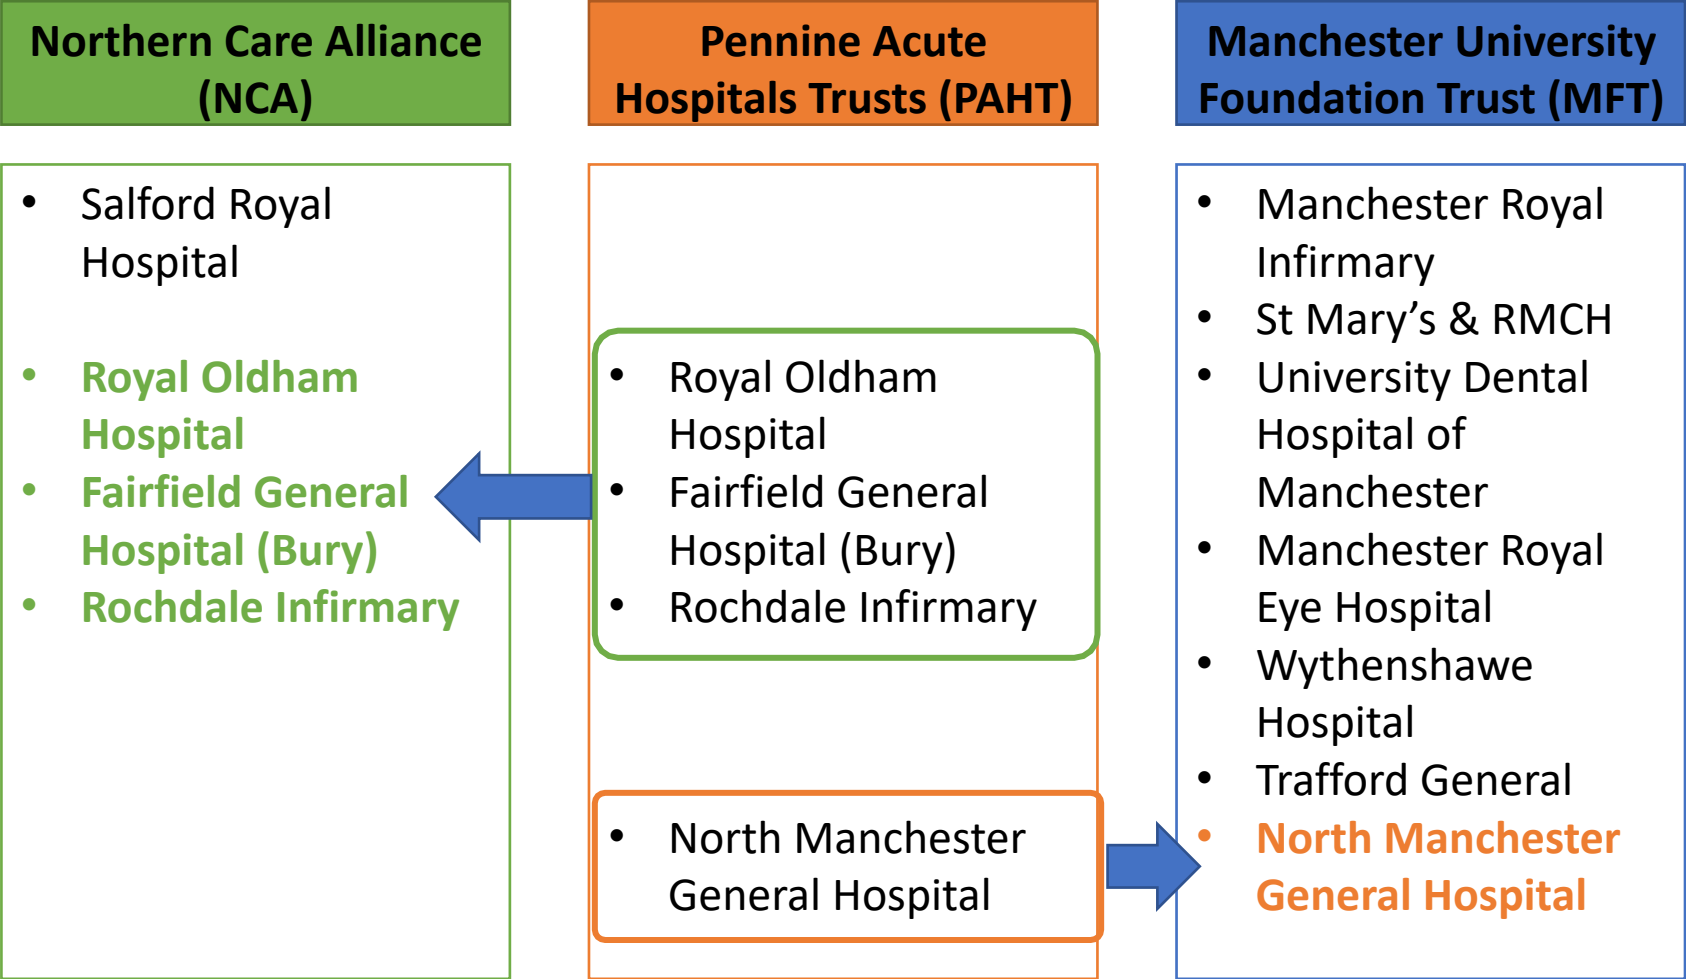 Northern Care Alliance
(NCA)
• Salford Royal
Hospital
• Royal Oldham
Hospital
• Fairfield General
Hospital (Bury)
• Rochdale Infirmary
Pennine Acute
Hospitals Trusts (PAHT)
• Royal Oldham
Hospital
• Fairfield General
Hospital (Bury)
• Rochdale Infirmary
• North Manchester
General Hospital
Manchester University
Foundation Trust (MFT)
• Manchester Royal
Infirmary
• St Mary’s & RMCH
• University Dental
Hospital of
Manchester
• Manchester Royal
Eye Hospital
• Wythenshawe
Hospital
• Trafford General
• North Manchester
General Hospital